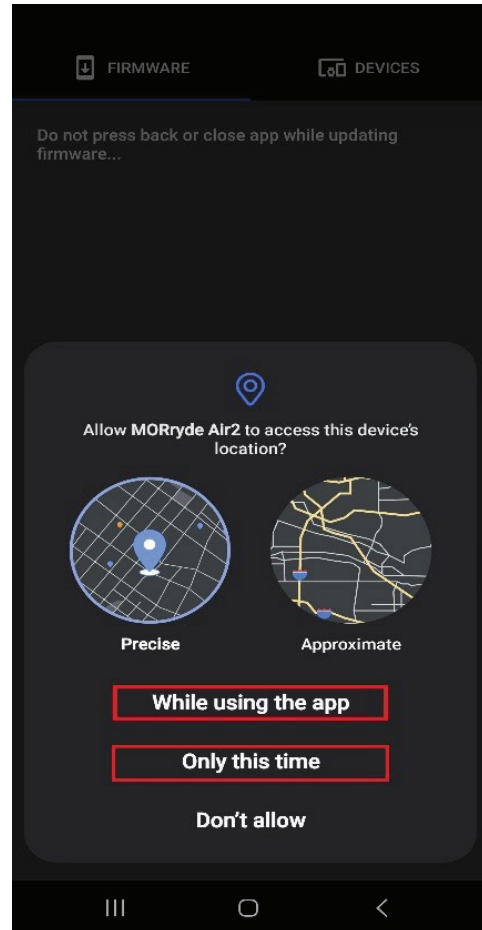 FIRMWARE
DEVICES
Do not press back or close app while updating
firmware...
Allow MORryde Air2 to access this device's
location?
Precise
Approximate
While using the app
Only this time
Don't allow